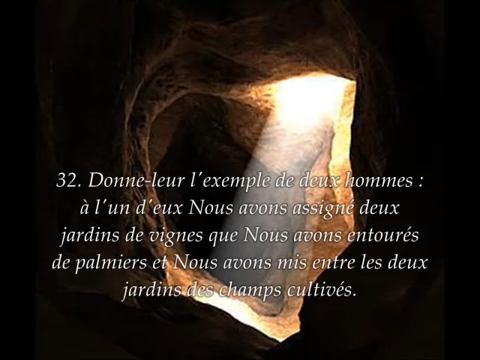 32. Donne-leur l'exemple de deux hommes :
à l'un d'eux Nous avons assigné deux
jardins de vignes que Nous avons entourés
de palmiers et Nous avons mis entre les deux
jardins des champs cultivés.